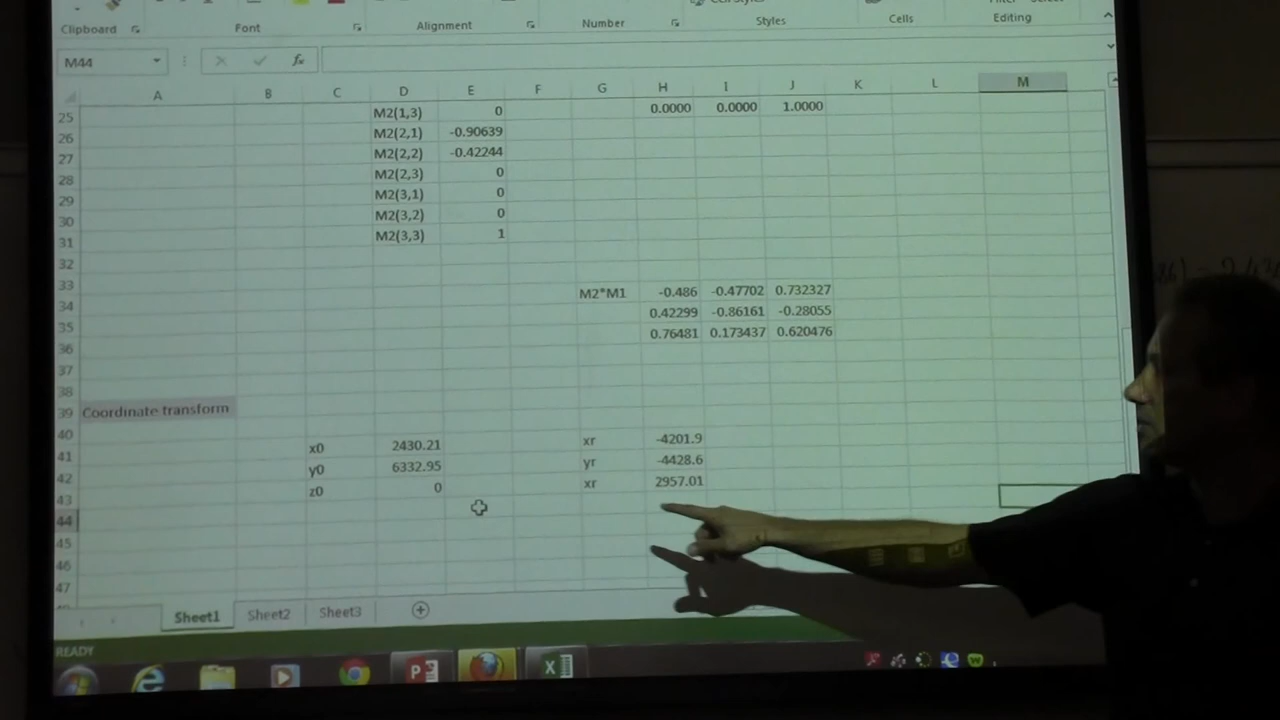 Clipboard Font Alignment Number Styles Cells Editing
M44 fx
A B C D E F G H I J K L M
25 M2(1,3) 0 0.0000 0.0000 1.0000
26 M2(2,1) -0.90639
27 M2(2,2) -0.42244
28 M2(2,3) 0
29 M2(3,1) 0
30 M2(3,2) 0
31 M2(3,3) 1
32
33
34 M2*M1 -0.486 -0.47702 0.732327
35 0.42299 -0.86161 -0.28055
36 0.76481 0.173437 0.620476
37
38
39 Coordinate transform
40
41 x0 2430.21 xr -4201.9
42 y0 6332.95 yr -4428.6
43 z0 0 xr 2957.01
44
45
46
47
Sheet1 Sheet2 Sheet3
READY